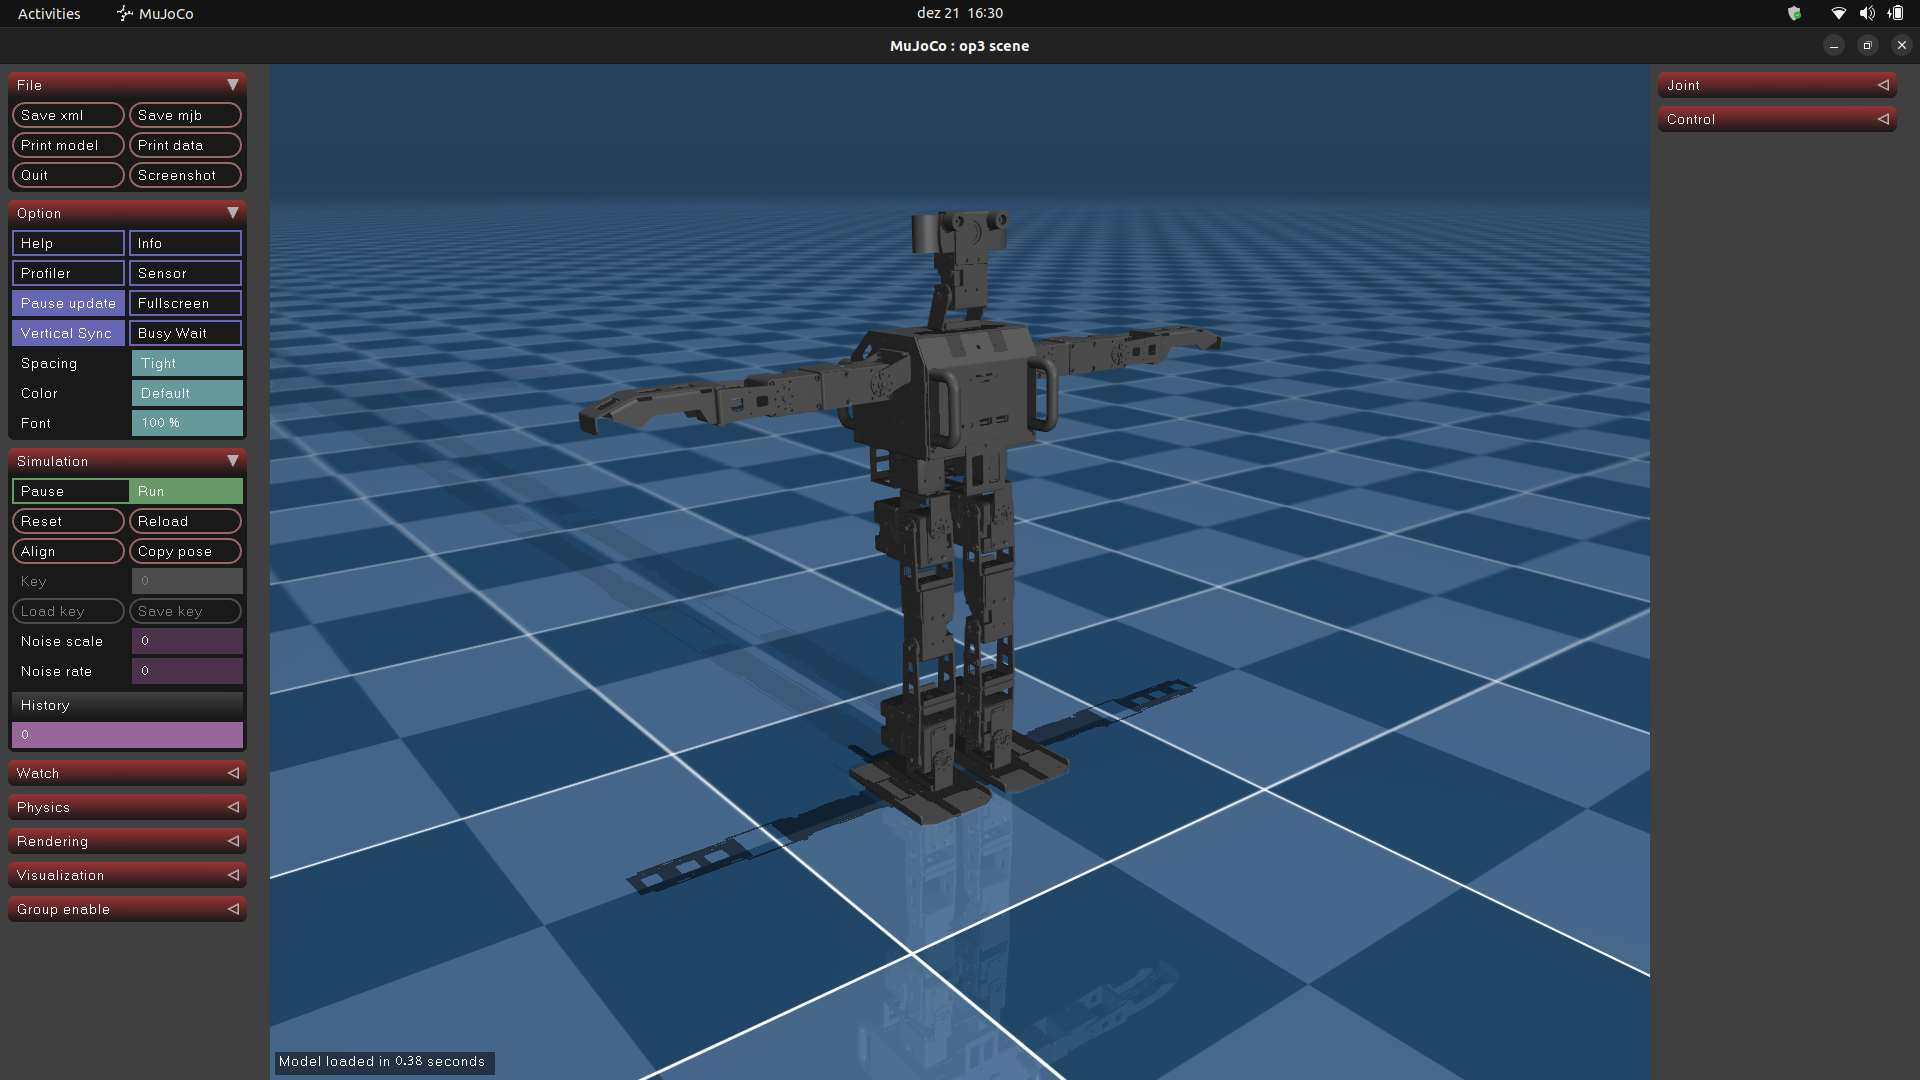 Activities MuJoCo dez 21 16:30
MuJoCo : op3 scene
File
Save xml Save mjb
Print model Print data
Quit Screenshot
Option
Help Info
Profiler Sensor
Pause update Fullscreen
Vertical Sync Busy Wait
Spacing Tight
Color Default
Font 100 %
Simulation
Pause Run
Reset Reload
Align Copy pose
Key 0
Load key Save key
Noise scale 0
Noise rate 0
History
0
Watch
Physics
Rendering
Visualization
Group enable
Model loaded in 0.38 seconds
Joint
Control